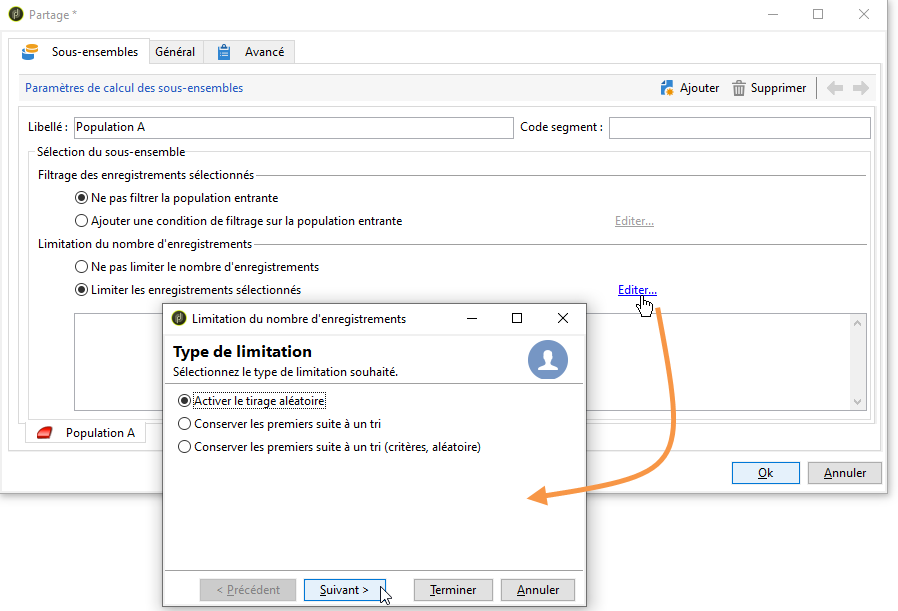 Partage *
Sous-ensembles Général Avancé
Paramètres de calcul des sous-ensembles Ajouter Supprimer
Libellé : Population A Code segment :
Sélection du sous-ensemble
Filtrage des enregistrements sélectionnés
Ne pas filtrer la population entrante
Ajouter une condition de filtrage sur la population entrante Editer...
Limitation du nombre d'enregistrements
Ne pas limiter le nombre d'enregistrements
Limiter les enregistrements sélectionnés Editer...
Limitation du nombre d'enregistrements
Type de limitation
Sélectionnez le type de limitation souhaité.
Activer le tirage aléatoire
Conserver les premiers suite à un tri
Conserver les premiers suite à un tri (critères, aléatoire)
< Précédent Suivant > Terminer Annuler
Population A
Ok Annuler